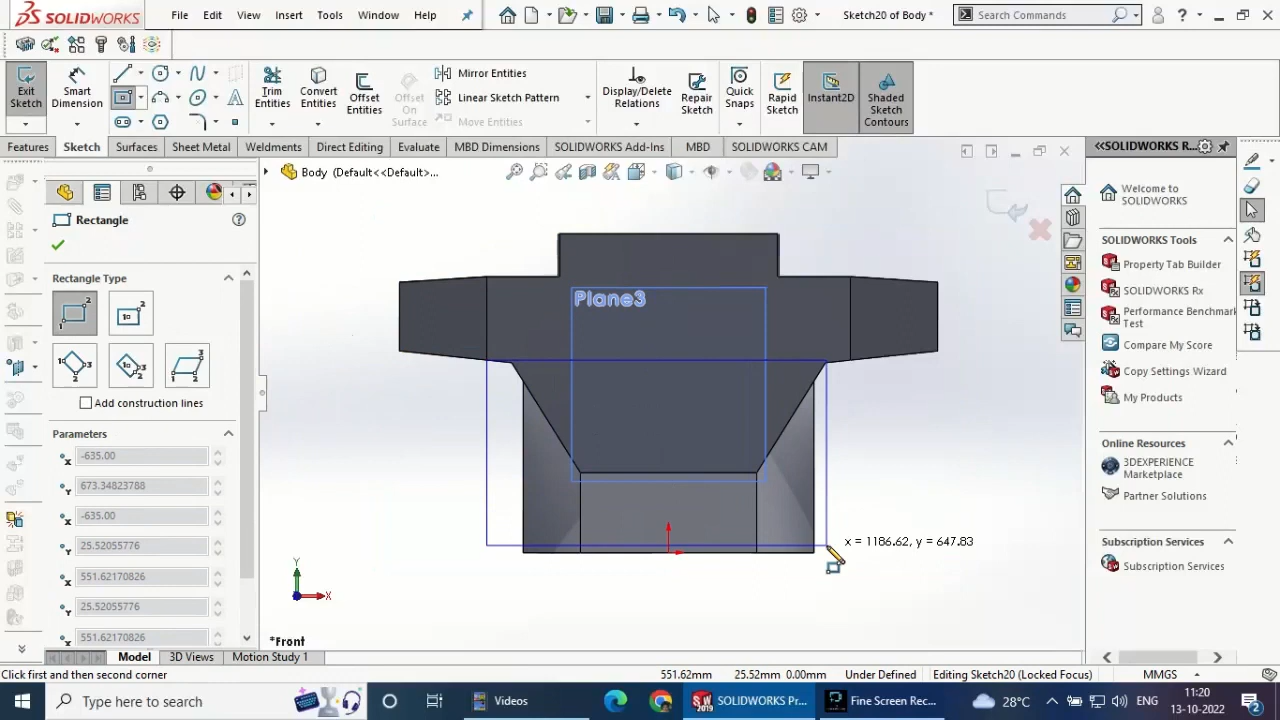 SOLIDWORKS
File
Edit
View
Insert
Tools
Window
Help
Sketch20 of Body *
Search Commands
Exit
Sketch
Smart
Dimension
Trim
Entities
Convert
Entities
Offset
Entities
Offset
On
Surface
Mirror Entities
Linear Sketch Pattern
Move Entities
Display/Delete
Relations
Repair
Sketch
Quick
Snaps
Rapid
Sketch
Instant2D
Shaded
Sketch
Contours
Features
Sketch
Surfaces
Sheet Metal
Weldments
Direct Editing
Evaluate
MBD Dimensions
SOLIDWORKS Add-Ins
MBD
SOLIDWORKS CAM
Rectangle
Rectangle Type
Add construction lines
Parameters
-635.00
673.34823788
-635.00
25.52055776
551.62170826
25.52055776
551.62170826
Body (Default<<Default>...
Plane3
x = 1186.62, y = 647.83
Y
X
*Front
<<SOLIDWORKS R...
Welcome to
SOLIDWORKS
SOLIDWORKS Tools
Property Tab Builder
SOLIDWORKS Rx
Performance Benchmark
Test
Compare My Score
Copy Settings Wizard
My Products
Online Resources
3DEXPERIENCE
Marketplace
Partner Solutions
Subscription Services
Subscription Services
Model
3D Views
Motion Study 1
Click first and then second corner
551.62mm
25.52mm
0.00mm
Under Defined
Editing Sketch20 (Locked Focus)
MMGS
Type here to search
Videos
SOLIDWORKS Pr...
Fine Screen Rec...
28°C
ENG
11:20
13-10-2022
2